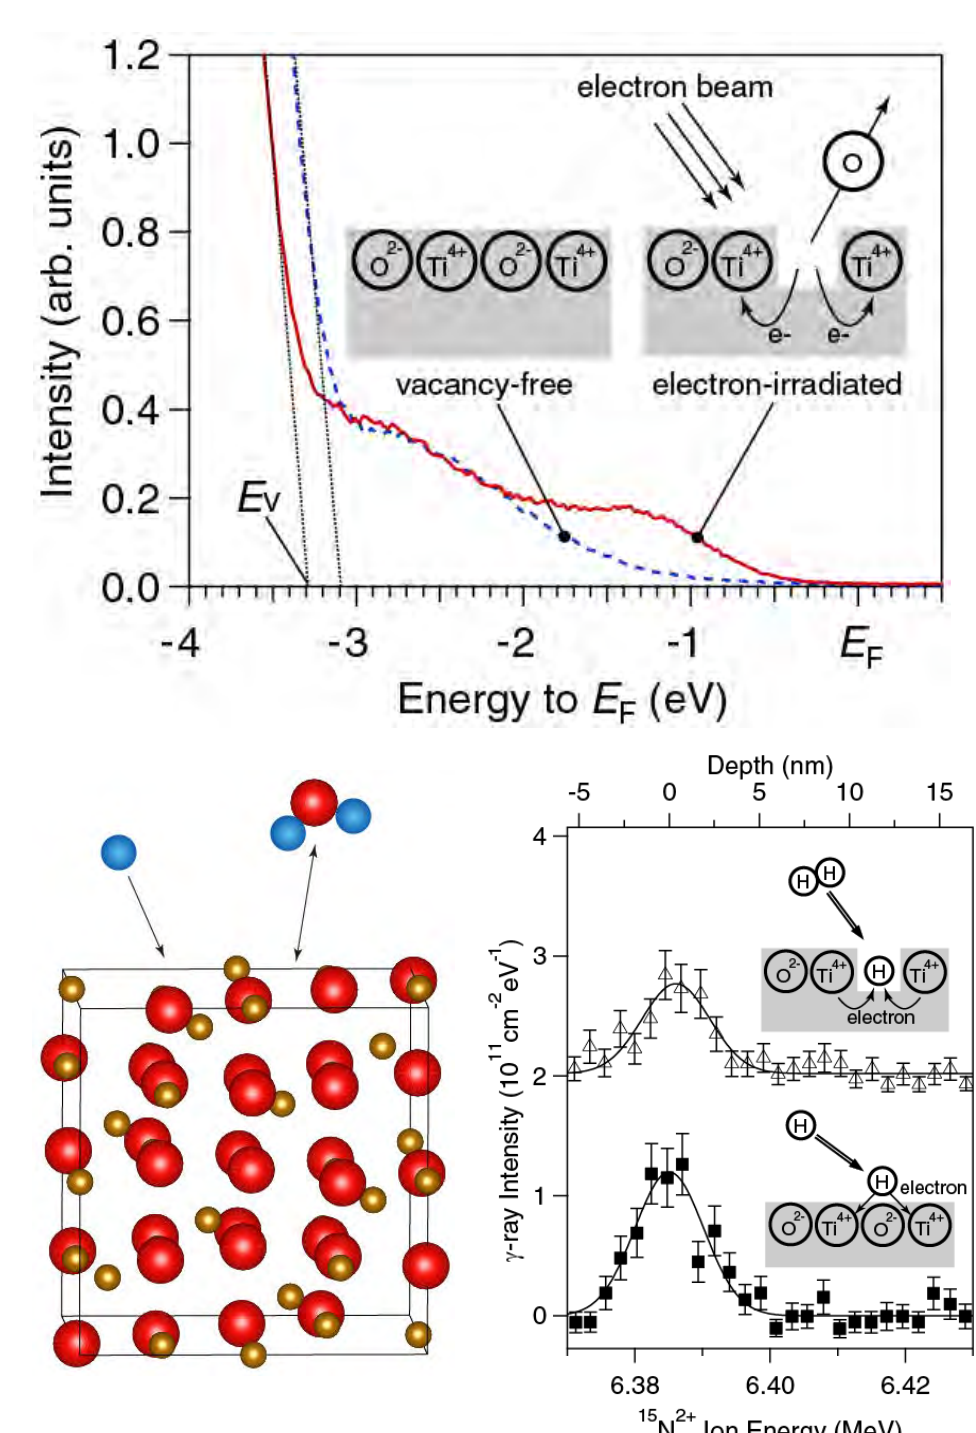 1.2
1.0
0.8
0.6
0.4
0.2
0.0
Intensity (arb. units)
electron beam
O
O2- Ti4+ O2- Ti4+
O2- Ti4+ Ti4+
e- e-
vacancy-free
electron-irradiated
Ev
-4 -3 -2 -1 EF
Energy to EF (eV)
Depth (nm)
-5 0 5 10 15
4
3
2
1
0
γ-ray Intensity (10^11 cm^-2 eV^-1)
H H
O2- Ti4+ H Ti4+
electron
H
H
electron
O2- Ti4+ O2- Ti4+
6.38 6.40 6.42
15N2+ Ion Energy (MeV)